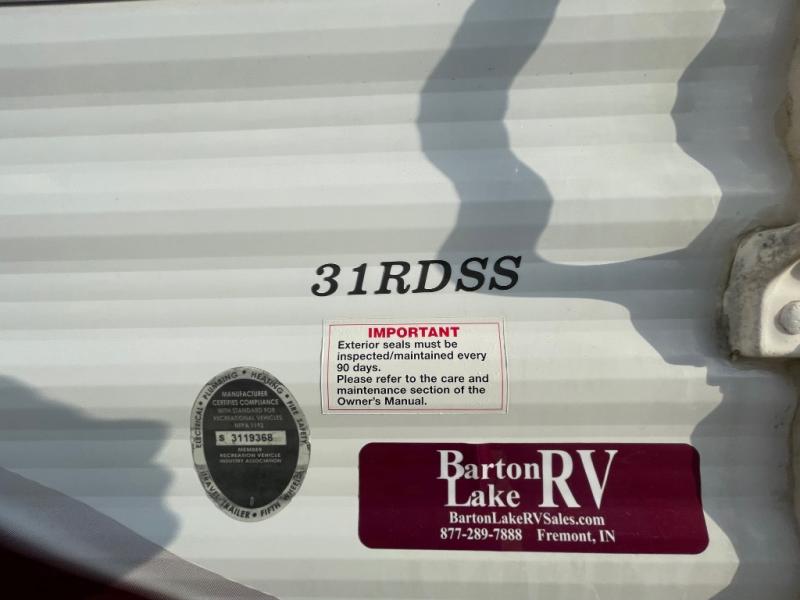 31RDSS
IMPORTANT
Exterior seals must be
inspected/maintained every
90 days.
Please refer to the care and
maintenance section of the
Owner's Manual.
ELECTRICAL • PLUMBING • HEATING • FIRE SAFETY
MANUFACTURER
CERTIFIES COMPLIANCE
WITH STANDARD FOR
RECREATIONAL VEHICLES
NFPA 1192
S 3119368
MEMBER
RECREATION VEHICLE
INDUSTRY ASSOCIATION
TRAVEL TRAILER • FIFTH WHEEL
Barton
Lake RV
BartonLakeRVSales.com
877-289-7888 Fremont, IN